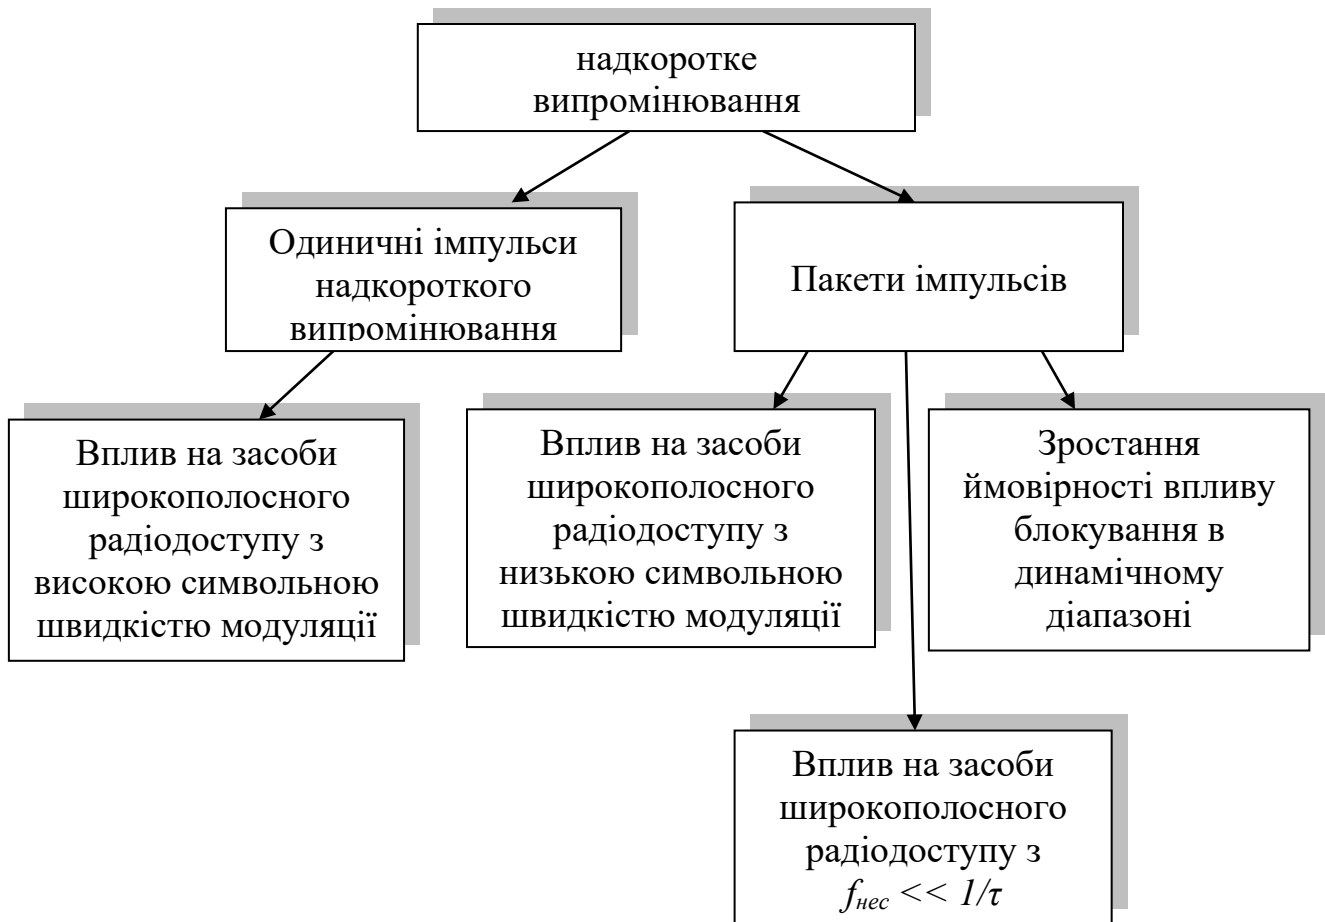 надкоротке
випромінювання
Одиничні імпульси
надкороткого
випромінювання
Пакети імпульсів
Вплив на засоби
широкополосного
радіодоступу з
високою символьною
швидкістю модуляції
Вплив на засоби
широкополосного
радіодоступу з
низькою символьною
швидкістю модуляції
Зростання
ймовірності впливу
блокування в
динамічному
діапазоні
Вплив на засоби
широкополосного
радіодоступу з
fнес << 1/τ